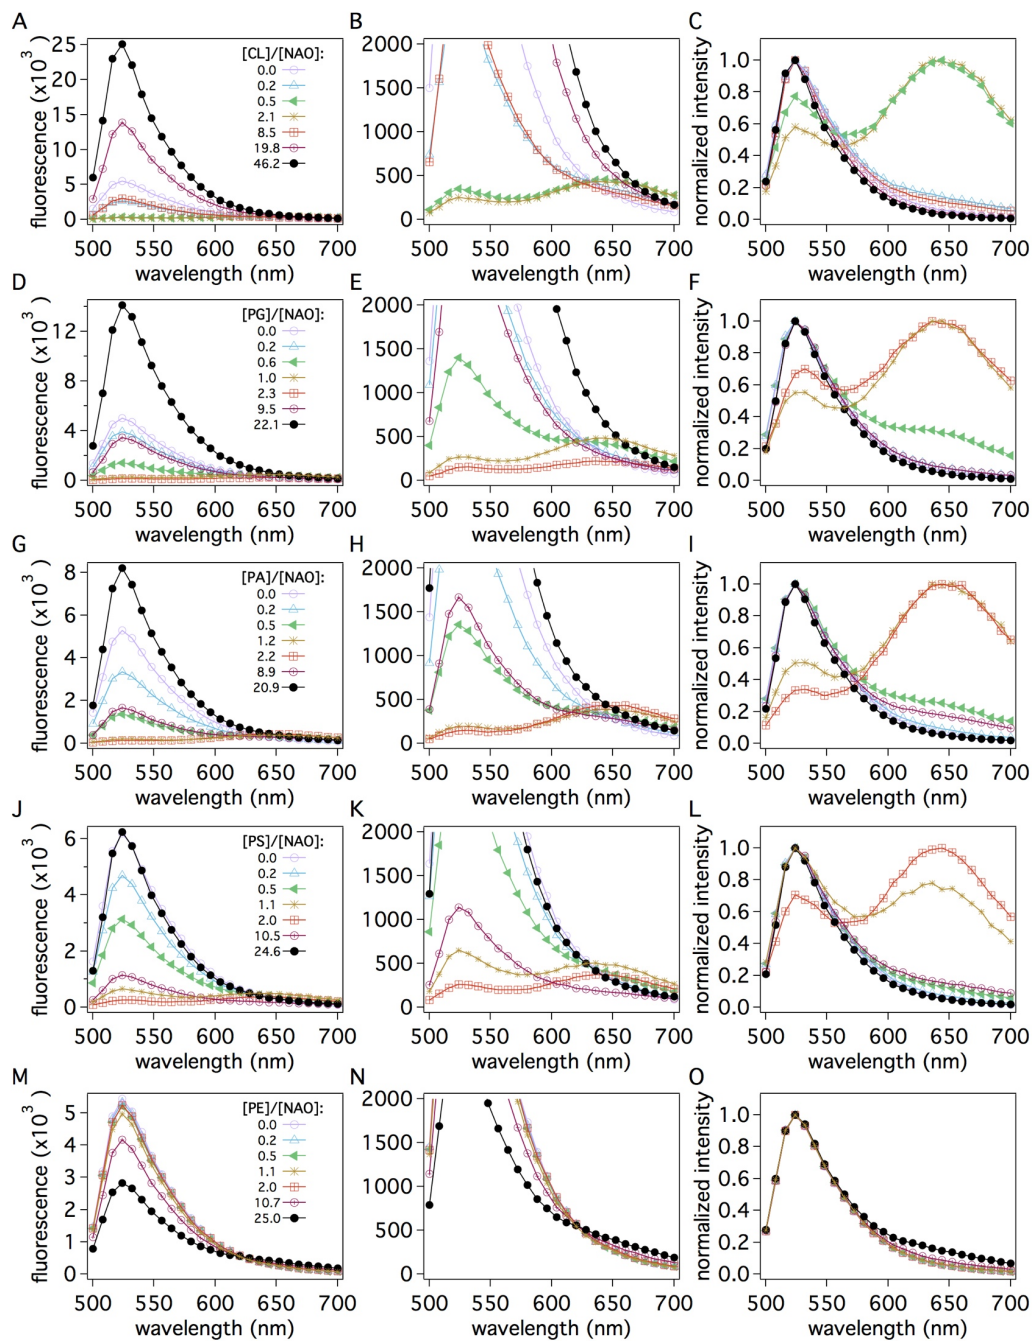 A
fluorescence (x10³)
25
20
15
10
5
0
[CL]/[NAO]:
0.0
0.2
0.5
2.1
8.5
19.8
46.2
500 550 600 650 700
wavelength (nm)
B
2000
1500
1000
500
0
500 550 600 650 700
wavelength (nm)
C
normalized intensity
1.0
0.8
0.6
0.4
0.2
0.0
500 550 600 650 700
wavelength (nm)
D
fluorescence (x10³)
12
8
4
0
[PG]/[NAO]:
0.0
0.2
0.6
1.0
2.3
9.5
22.1
500 550 600 650 700
wavelength (nm)
E
2000
1500
1000
500
0
500 550 600 650 700
wavelength (nm)
F
normalized intensity
1.0
0.8
0.6
0.4
0.2
0.0
500 550 600 650 700
wavelength (nm)
G
fluorescence (x10³)
8
6
4
2
0
[PA]/[NAO]:
0.0
0.2
0.5
1.2
2.2
8.9
20.9
500 550 600 650 700
wavelength (nm)
H
2000
1500
1000
500
0
500 550 600 650 700
wavelength (nm)
I
normalized intensity
1.0
0.8
0.6
0.4
0.2
0.0
500 550 600 650 700
wavelength (nm)
J
fluorescence (x10³)
6
4
2
0
[PS]/[NAO]:
0.0
0.2
0.5
1.1
2.0
10.5
24.6
500 550 600 650 700
wavelength (nm)
K
2000
1500
1000
500
0
500 550 600 650 700
wavelength (nm)
L
normalized intensity
1.0
0.8
0.6
0.4
0.2
0.0
500 550 600 650 700
wavelength (nm)
M
fluorescence (x10³)
5
4
3
2
1
0
[PE]/[NAO]:
0.0
0.2
0.5
1.1
2.0
10.7
25.0
500 550 600 650 700
wavelength (nm)
N
2000
1500
1000
500
0
500 550 600 650 700
wavelength (nm)
O
normalized intensity
1.0
0.8
0.6
0.4
0.2
0.0
500 550 600 650 700
wavelength (nm)